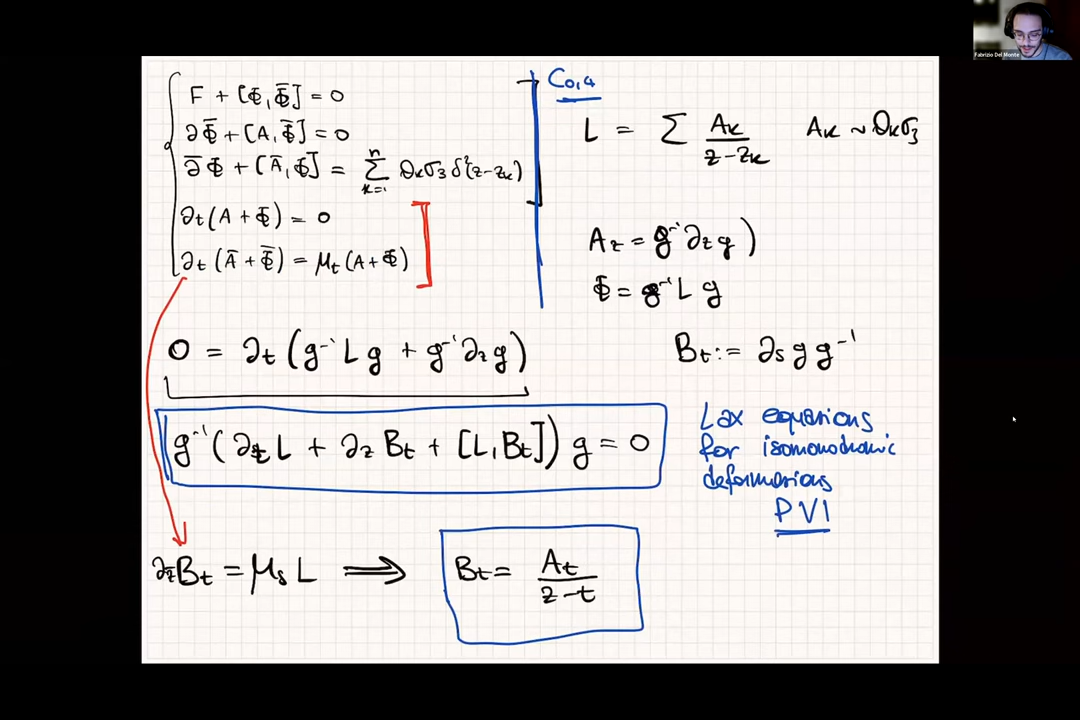 Fabrizio Del Monte
F + [Φ, Φ̄] = 0
∂Φ̄ + [A, Φ̄] = 0
∂̄Φ + [Ā, Φ] = Σ_{k=1}^{n} θ_k σ_3 δ²(z-z_k)
∂_t (A + Φ) = 0
∂_t (Ā + Φ̄) = μ_t (A + Φ)
C_{0,4}
L = Σ A_k / (z - z_k)    A_k ~ θ_k σ_3
A_z = g^{-1} ∂_z g )
Φ = g^{-1} L g
0 = ∂_t (g^{-1} L g + g^{-1} ∂_z g)    B_t := ∂_s g g^{-1}
(g^{-1} (∂_t L + ∂_z B_t + [L, B_t]) g = 0
Lax equations
for isomonodromic
deformations
PVI
∂_{z̄} B_t = μ_s L ⟹ B_t = A_t / (z - t)